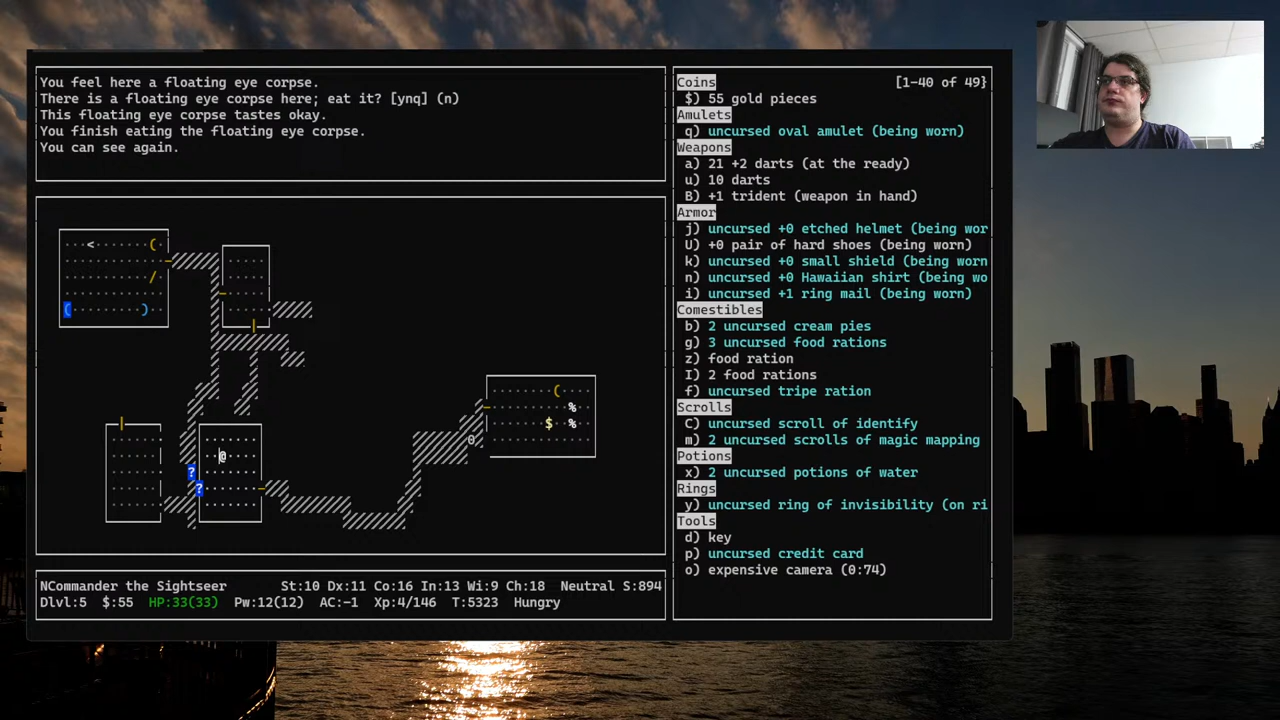 You feel here a floating eye corpse.
There is a floating eye corpse here; eat it? [ynq] (n)
This floating eye corpse tastes okay.
You finish eating the floating eye corpse.
You can see again.
NCommander the Sightseer St:10 Dx:11 Co:16 In:13 Wi:9 Ch:18 Neutral S:894
Dlvl:5 $:55 HP:33(33) Pw:12(12) AC:-1 Xp:4/146 T:5323 Hungry
Coins [1-40 of 49}
$) 55 gold pieces
Amulets
q) uncursed oval amulet (being worn)
Weapons
a) 21 +2 darts (at the ready)
u) 10 darts
B) +1 trident (weapon in hand)
Armor
j) uncursed +0 etched helmet (being wor
U) +0 pair of hard shoes (being worn)
k) uncursed +0 small shield (being worn
n) uncursed +0 Hawaiian shirt (being wo
i) uncursed +1 ring mail (being worn)
Comestibles
b) 2 uncursed cream pies
g) 3 uncursed food rations
z) food ration
I) 2 food rations
f) uncursed tripe ration
Scrolls
C) uncursed scroll of identify
m) 2 uncursed scrolls of magic mapping
Potions
x) 2 uncursed potions of water
Rings
y) uncursed ring of invisibility (on ri
Tools
d) key
p) uncursed credit card
o) expensive camera (0:74)